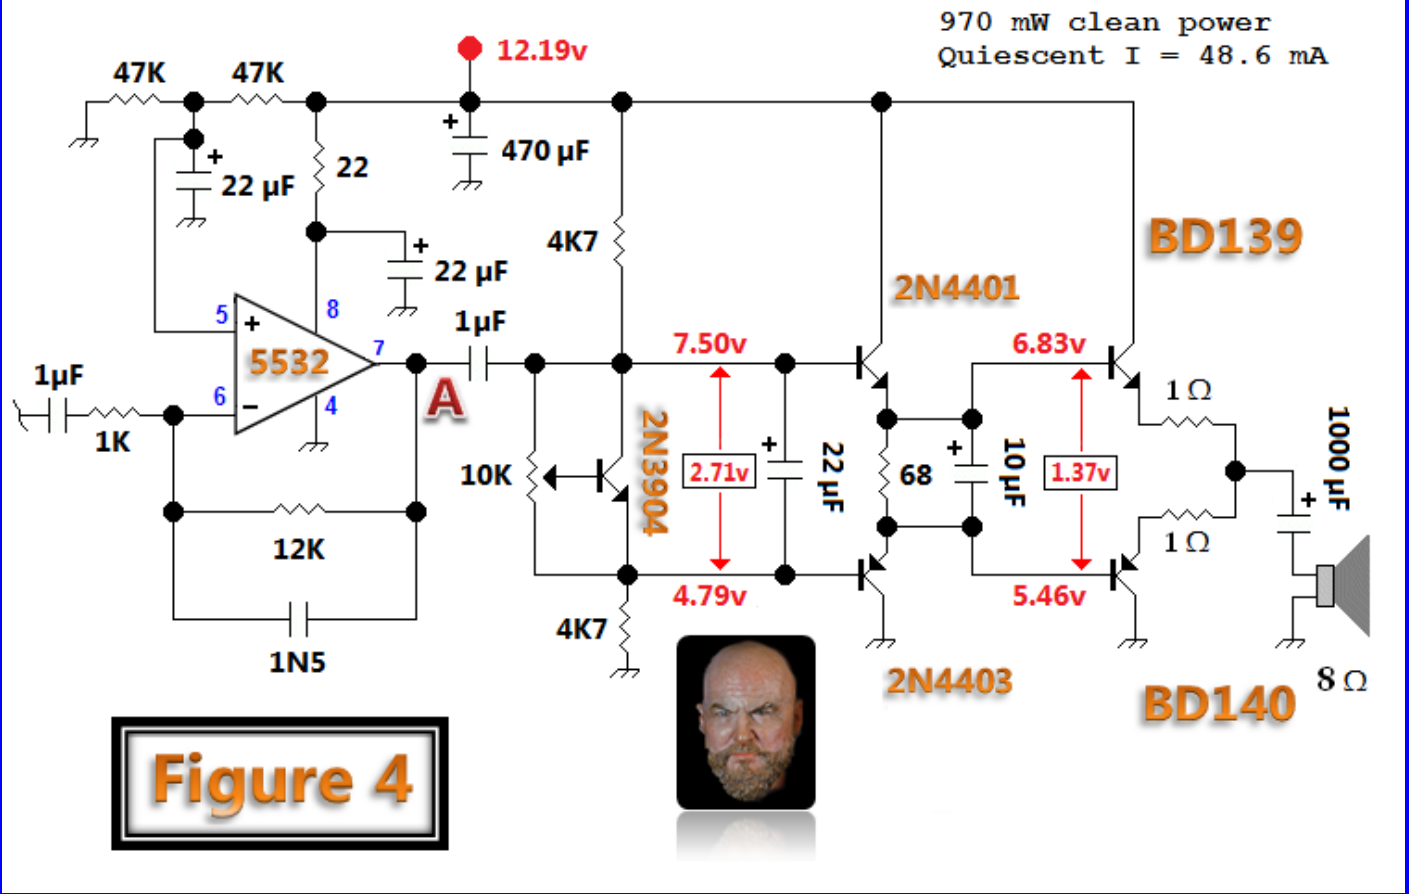 970 mW clean power
Quiescent I = 48.6 mA
12.19v
47K
47K
+
470 µF
+
22 µF
22
+
22 µF
4K7
BD139
2N4401
5
+
8
5532
7
1µF
A
7.50v
6.83v
1µF
6
-
4
1K
1 Ω
2N3904
10K
2.71v
+
22 µF
68
+
10 µF
1.37v
1000 µF
+
12K
1 Ω
4.79v
5.46v
4K7
1N5
2N4403
BD140
8 Ω
Figure 4